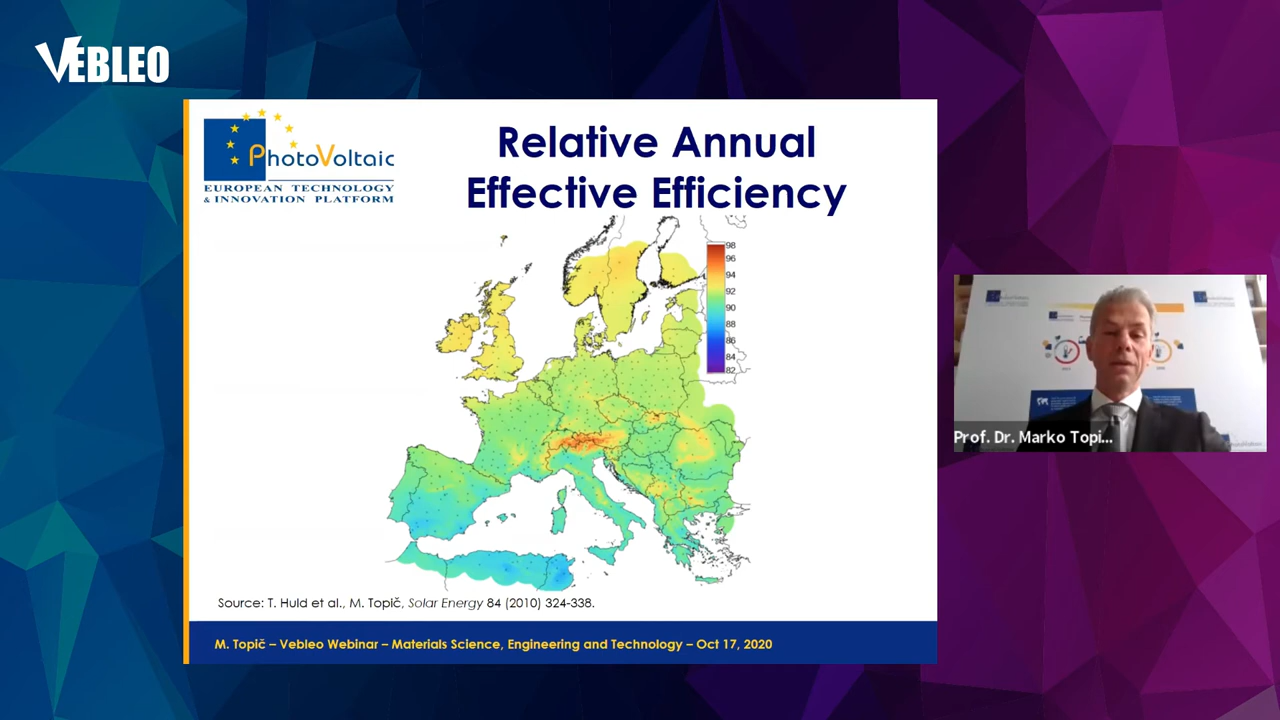 VEBLEO
PhotoVoltaic
EUROPEAN TECHNOLOGY
& INNOVATION PLATFORM
Relative Annual
Effective Efficiency
98
96
94
92
90
88
86
84
82
Source: T. Huld et al., M. Topič, Solar Energy 84 (2010) 324-338.
M. Topič – Vebleo Webinar – Materials Science, Engineering and Technology – Oct 17, 2020
Prof. Dr. Marko Topi...